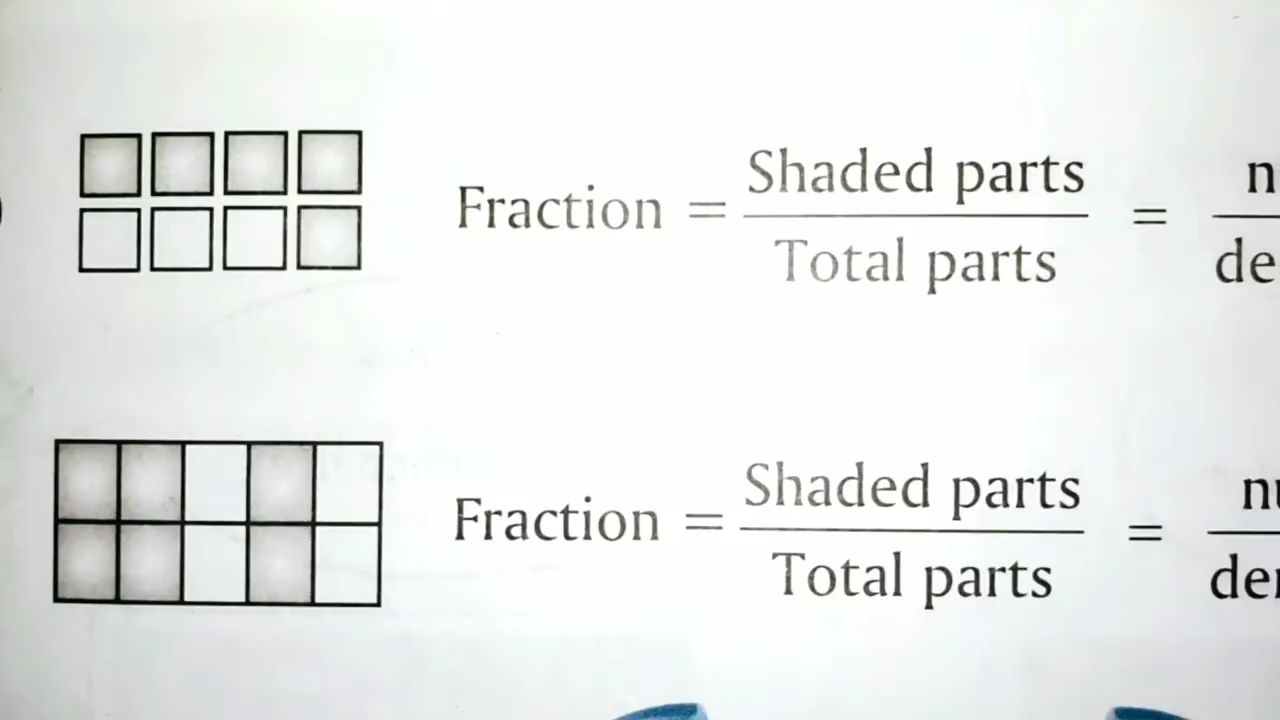 Fraction = Shaded parts / Total parts =
Fraction = Shaded parts / Total parts =